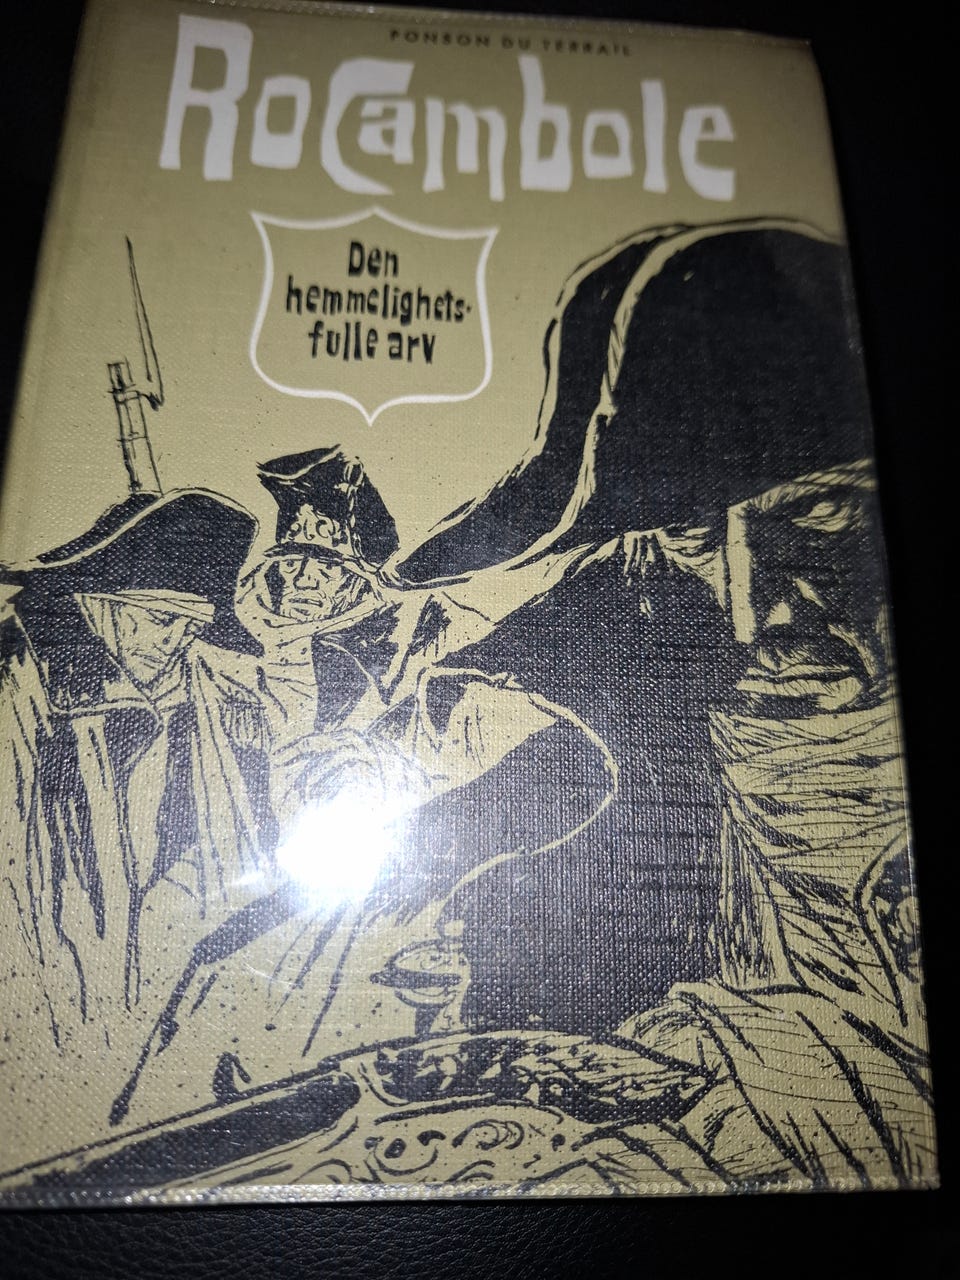 PONSON DU TERRAIL
RoCambole
Den
hemmelighets-
fulle arv